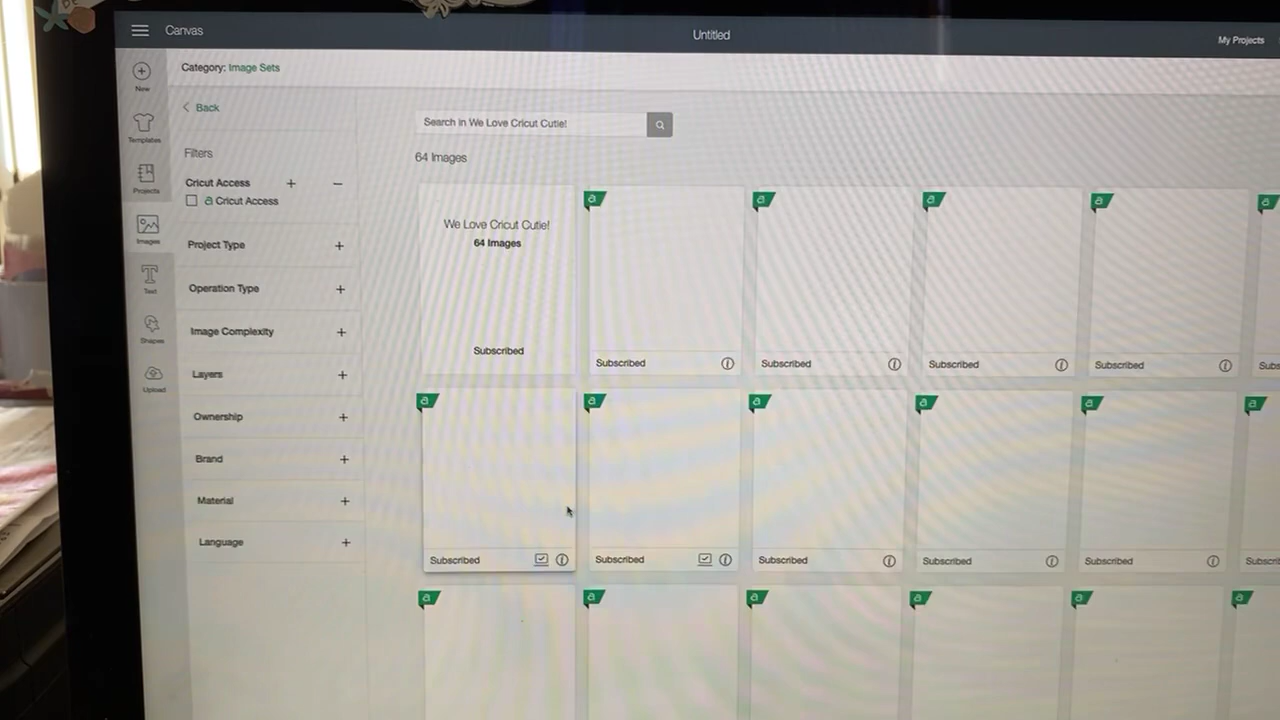 Canvas
Untitled
My Projects
Category: Image Sets
New
Templates
Projects
Images
Text
Shapes
Upload
< Back
Filters
Cricut Access + −
a Cricut Access
Project Type +
Operation Type +
Image Complexity +
Layers +
Ownership +
Brand +
Material +
Language +
Search in We Love Cricut Cutie!
64 Images
We Love Cricut Cutie!
64 Images
Subscribed
a
Subscribed
a
Subscribed
a
Subscribed
a
Subscribed
a
Subs
a
Subscribed
a
Subscribed
a
Subscribed
a
Subscribed
a
Subscribed
a
Subscri
a
a
a
a
a
a